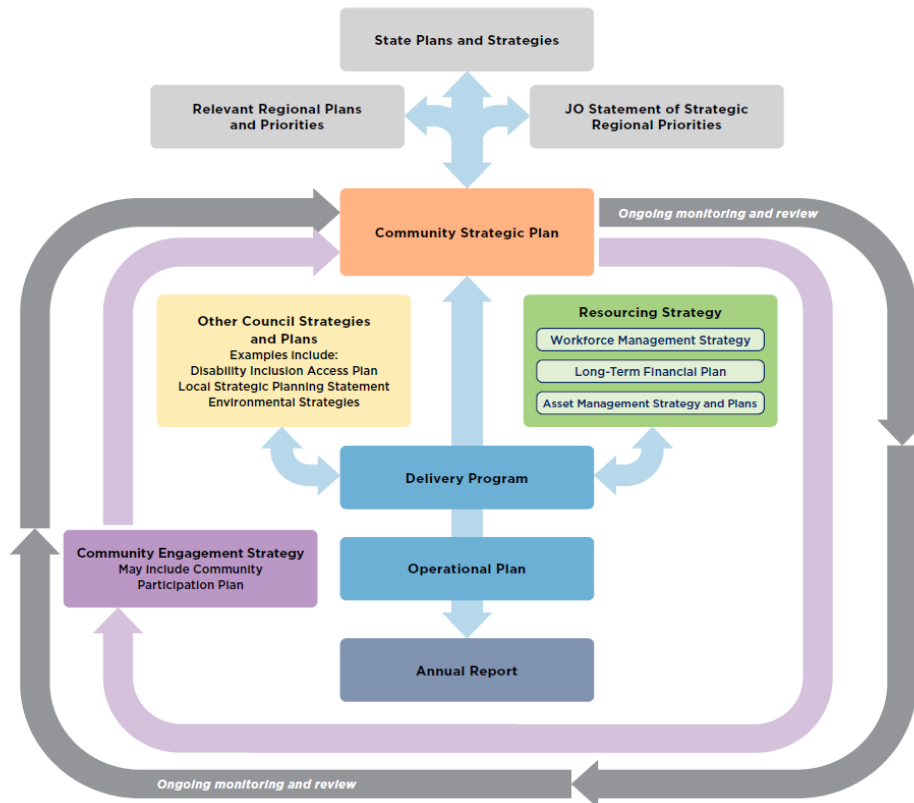 State Plans and Strategies
Relevant Regional Plans
and Priorities
JO Statement of Strategic
Regional Priorities
Community Strategic Plan
Ongoing monitoring and review
Other Council Strategies
and Plans
Examples include:
Disability Inclusion Access Plan
Local Strategic Planning Statement
Environmental Strategies
Resourcing Strategy
Workforce Management Strategy
Long-Term Financial Plan
Asset Management Strategy and Plans
Delivery Program
Community Engagement Strategy
May Include Community
Participation Plan
Operational Plan
Annual Report
Ongoing monitoring and review